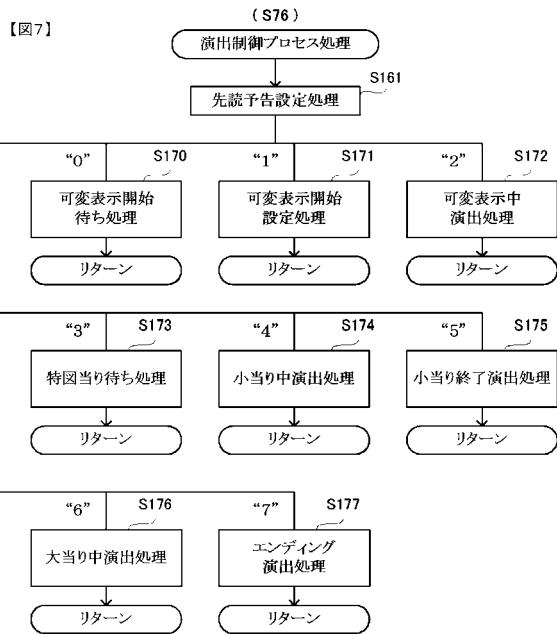 (S76)
【図7】
演出制御プロセス処理
S161
先読予告設定処理
“0”
S170
“1”
S171
“2”
S172
可変表示開始
待ち処理
可変表示開始
設定処理
可変表示中
演出処理
リターン
リターン
リターン
“3”
S173
“4”
S174
“5”
S175
特図当り待ち処理
小当り中演出処理
小当り終了演出処理
リターン
リターン
リターン
“6”
S176
“7”
S177
大当り中演出処理
エンディング
演出処理
リターン
リターン